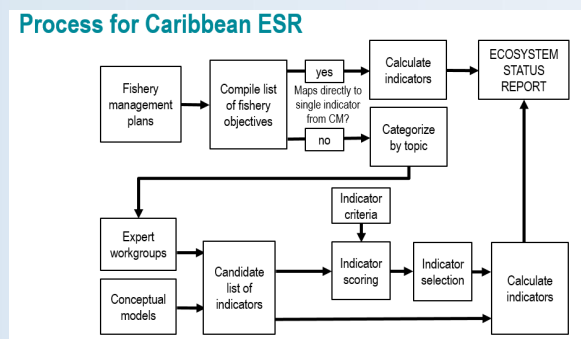 Process for Caribbean ESR
Fishery
management
plans
Compile list
of fishery
objectives
yes
Maps directly to
single indicator
from CM?
no
Calculate
indicators
ECOSYSTEM
STATUS
REPORT
Categorize
by topic
Indicator
criteria
Expert
workgroups
Conceptual
models
Candidate
list of
indicators
Indicator
scoring
Indicator
selection
Calculate
indicators